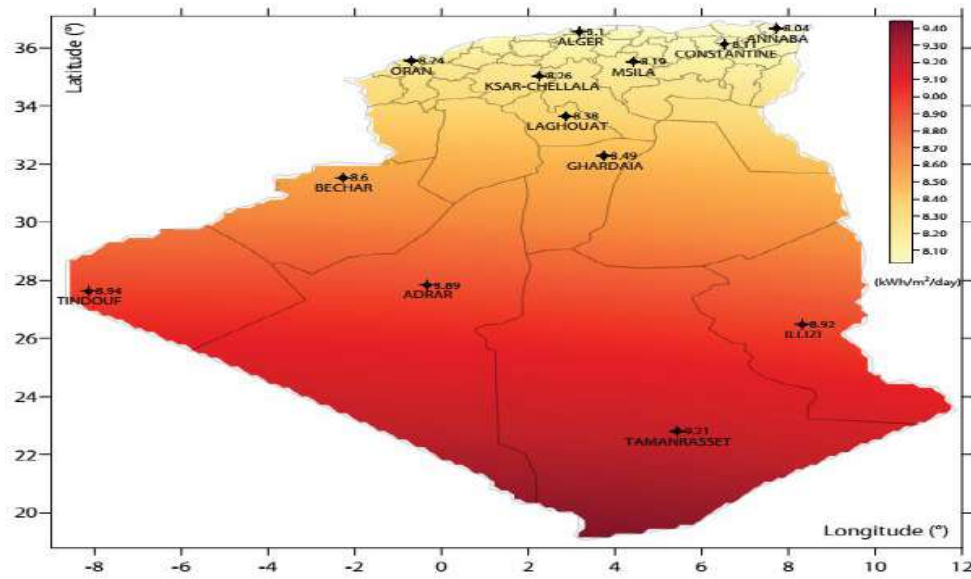 Latitude (°)
36
34
32
30
28
26
24
22
20
-8
-6
-4
-2
0
2
4
6
8
10
12
Longitude (°)
8.04
ANNABA
8.1
ALGER
8.11
CONSTANTINE
8.24
ORAN
8.19
MSILA
8.26
KSAR-CHELLALA
8.38
LAGHOUAT
8.49
GHARDAIA
8.6
BECHAR
8.94
TINDOUF
8.89
ADRAR
8.92
ILLIZI
9.21
TAMANRASSET
9.40
9.30
9.20
9.10
9.00
8.90
8.80
8.70
8.60
8.50
8.40
8.30
8.20
8.10
(kWh/m²/day)